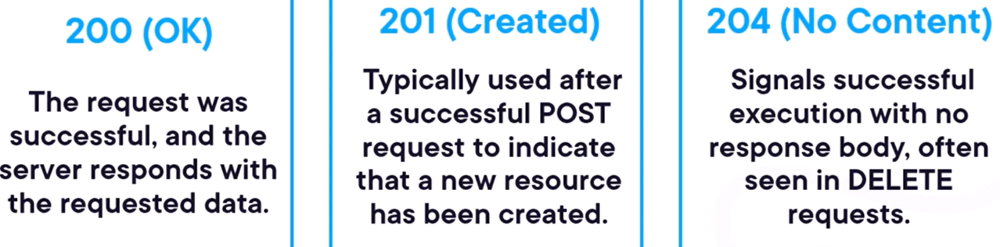 200 (OK)
The request was
successful, and the
server responds with
the requested data.
201 (Created)
Typically used after
a successful POST
request to indicate
that a new resource
has been created.
204 (No Content)
Signals successful
execution with no
response body, often
seen in DELETE
requests.